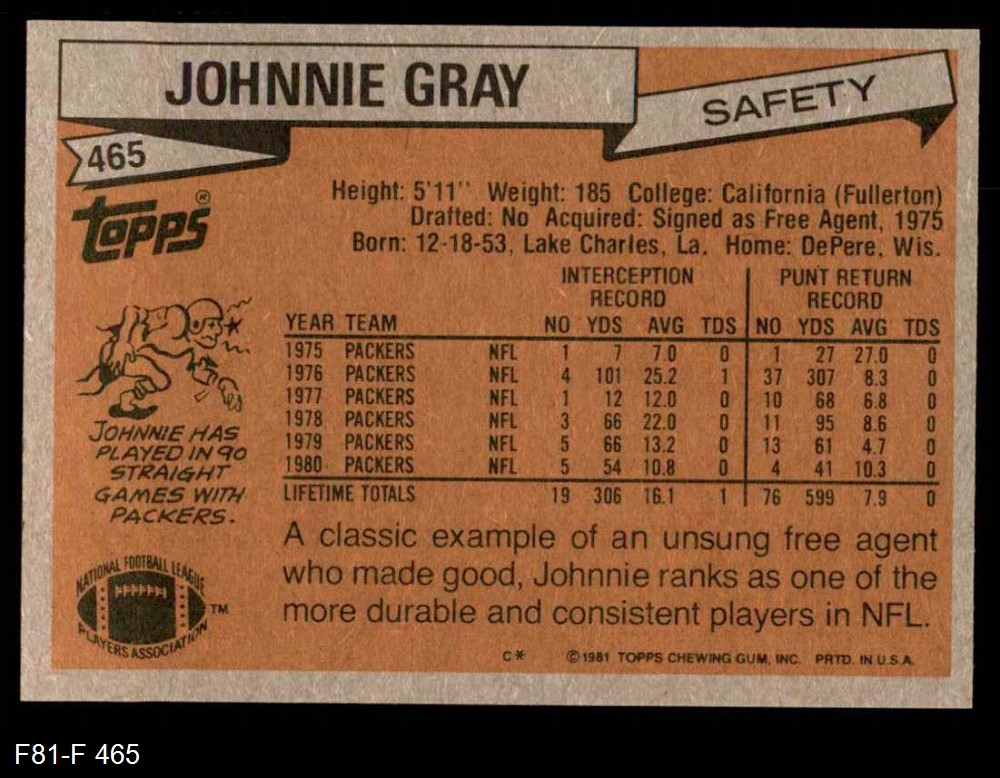 JOHNNIE GRAY
SAFETY
465
TOPPS®
Height: 5'11'' Weight: 185 College: California (Fullerton)
Drafted: No Acquired: Signed as Free Agent, 1975
Born: 12-18-53, Lake Charles, La. Home: DePere, Wis.
INTERCEPTION RECORD PUNT RETURN RECORD
YEAR TEAM NO YDS AVG TDS NO YDS AVG TDS
1975 PACKERS NFL 1 7 7.0 0 1 27 27.0 0
1976 PACKERS NFL 4 101 25.2 1 37 307 8.3 0
1977 PACKERS NFL 1 12 12.0 0 10 68 6.8 0
1978 PACKERS NFL 3 66 22.0 0 11 95 8.6 0
1979 PACKERS NFL 5 66 13.2 0 13 61 4.7 0
1980 PACKERS NFL 5 54 10.8 0 4 41 10.3 0
LIFETIME TOTALS 19 306 16.1 1 76 599 7.9 0
JOHNNIE HAS
PLAYED IN 90
STRAIGHT
GAMES WITH
PACKERS.
A classic example of an unsung free agent
who made good, Johnnie ranks as one of the
more durable and consistent players in NFL.
NATIONAL FOOTBALL LEAGUE
PLAYERS ASSOCIATION
TM
C* ©1981 TOPPS CHEWING GUM, INC. PRTD. IN U.S.A.
F81-F 465